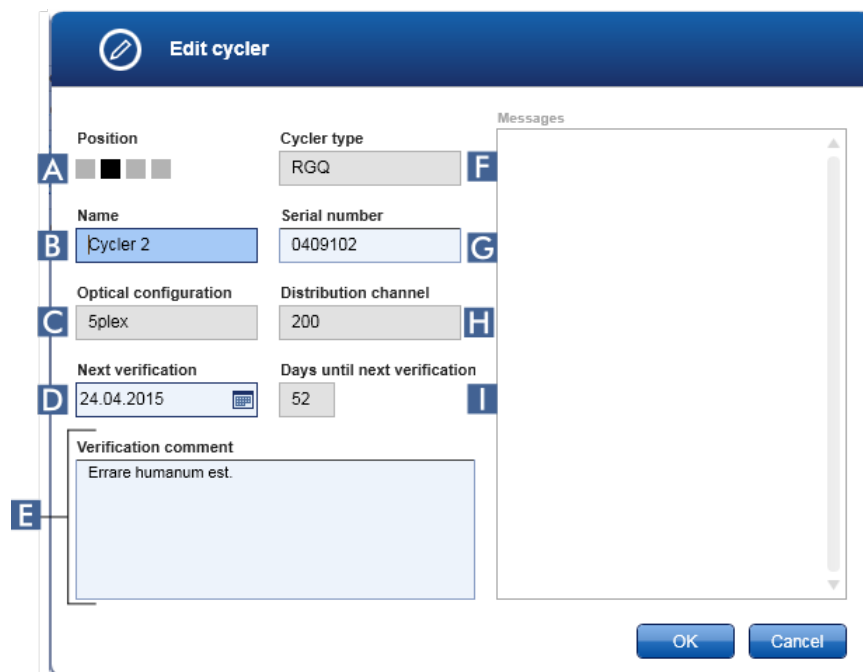 Edit cycler
Messages
Position
Cycler type
A
RGQ
F
Name
Serial number
B
Cycler 2
0409102
G
Optical configuration
Distribution channel
C
5plex
200
H
Next verification
Days until next verification
D
24.04.2015
52
I
Verification comment
Errare humanum est.
E
OK
Cancel